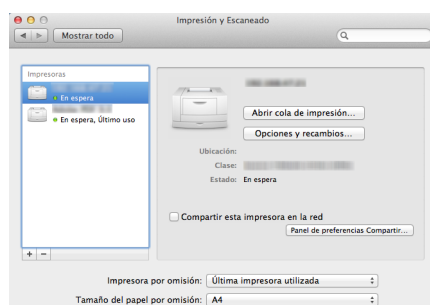 Impresión y Escaneado
Mostrar todo
Impresoras
En espera
En espera, Último uso
Abrir cola de impresión...
Opciones y recambios...
Ubicación:
Clase:
Estado: En espera
Compartir esta impresora en la red
Panel de preferencias Compartir...
+ −
Impresora por omisión: Última impresora utilizada
Tamaño del papel por omisión: A4